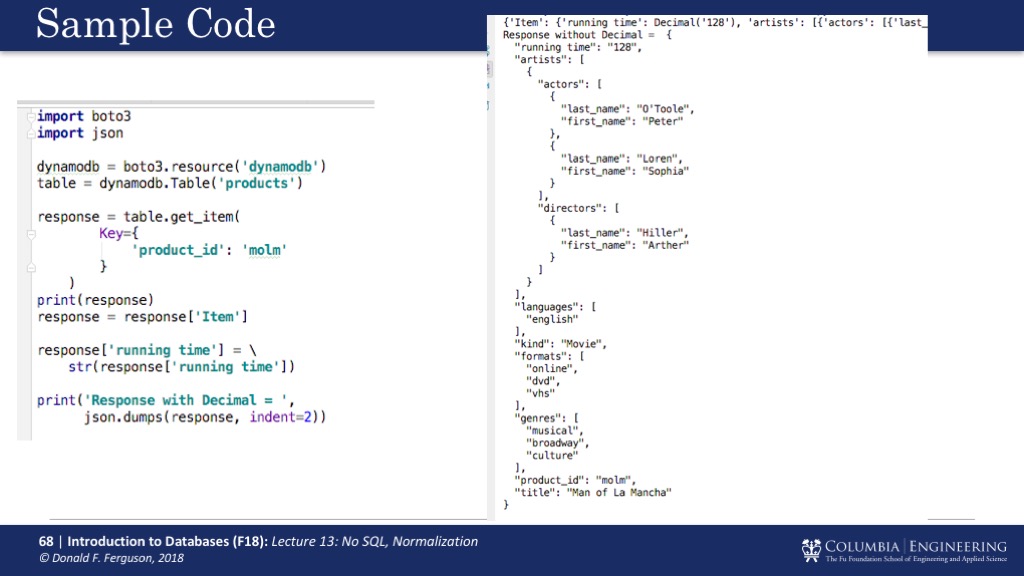 Sample Code
import boto3
import json
dynamodb = boto3.resource('dynamodb')
table = dynamodb.Table('products')
response = table.get_item(
Key={
'product_id': 'molm'
}
)
print(response)
response = response['Item']
response['running time'] = \
str(response['running time'])
print('Response with Decimal = ',
json.dumps(response, indent=2))
{'Item': {'running time': Decimal('128'), 'artists': [{'actors': [{'last_
Response without Decimal =  {
"running time": "128",
"artists": [
{
"actors": [
{
"last_name": "O'Toole",
"first_name": "Peter"
},
{
"last_name": "Loren",
"first_name": "Sophia"
}
],
"directors": [
{
"last_name": "Hiller",
"first_name": "Arther"
}
]
}
],
"languages": [
"english"
],
"kind": "Movie",
"formats": [
"online",
"dvd",
"vhs"
],
"genres": [
"musical",
"broadway",
"culture"
],
"product_id": "molm",
"title": "Man of La Mancha"
}
68 | Introduction to Databases (F18): Lecture 13: No SQL, Normalization
© Donald F. Ferguson, 2018
COLUMBIA | ENGINEERING
The Fu Foundation School of Engineering and Applied Science